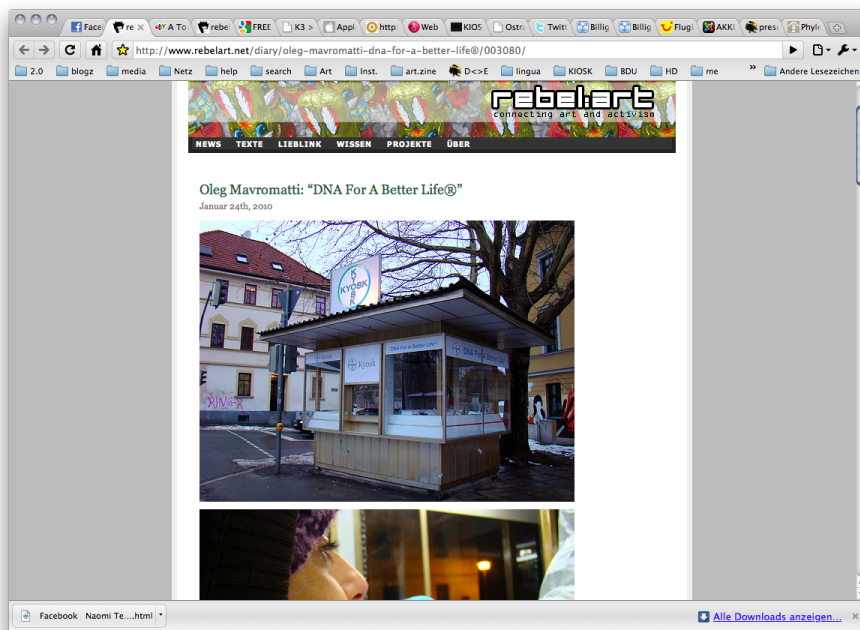 Face
re
A To
rebe
FREE
K3 >
Appl
http
Web
KIOS
Ostra
Twitt
Billig
Billig
Flug
AKKI
pres
Phyle
http://www.rebelart.net/diary/oleg-mavromatti-dna-for-a-better-life®/003080/
2.0 blogz media Netz help search Art Inst. art.zine D<>E lingua KIOSK BDU HD me » Andere Lesezeichen
rebel:art
connecting art and activism
NEWS TEXTE LIEBLINK WISSEN PROJEKTE ÜBER
Oleg Mavromatti: “DNA For A Better Life®”
Januar 24th, 2010
KYOSK
KYOSK
Kyosk
Kyosk
DNA For A Better Life®
DNA For A Better Life®
Facebook Naomi Te....html
Alle Downloads anzeigen...